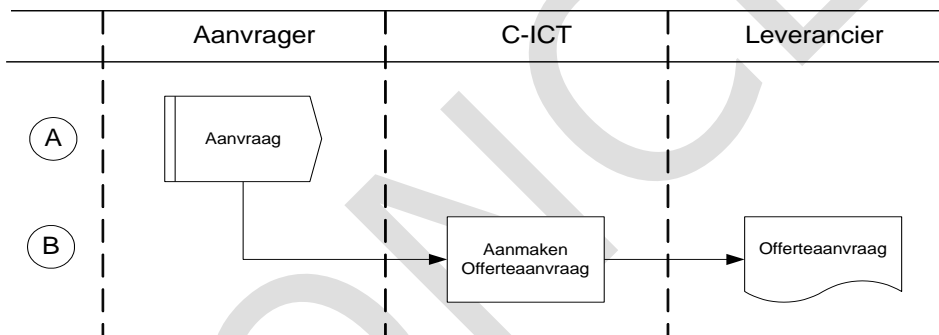 Aanvrager C-ICT Leverancier
A
Aanvraag
B
Aanmaken
Offerteaanvraag
Offerteaanvraag